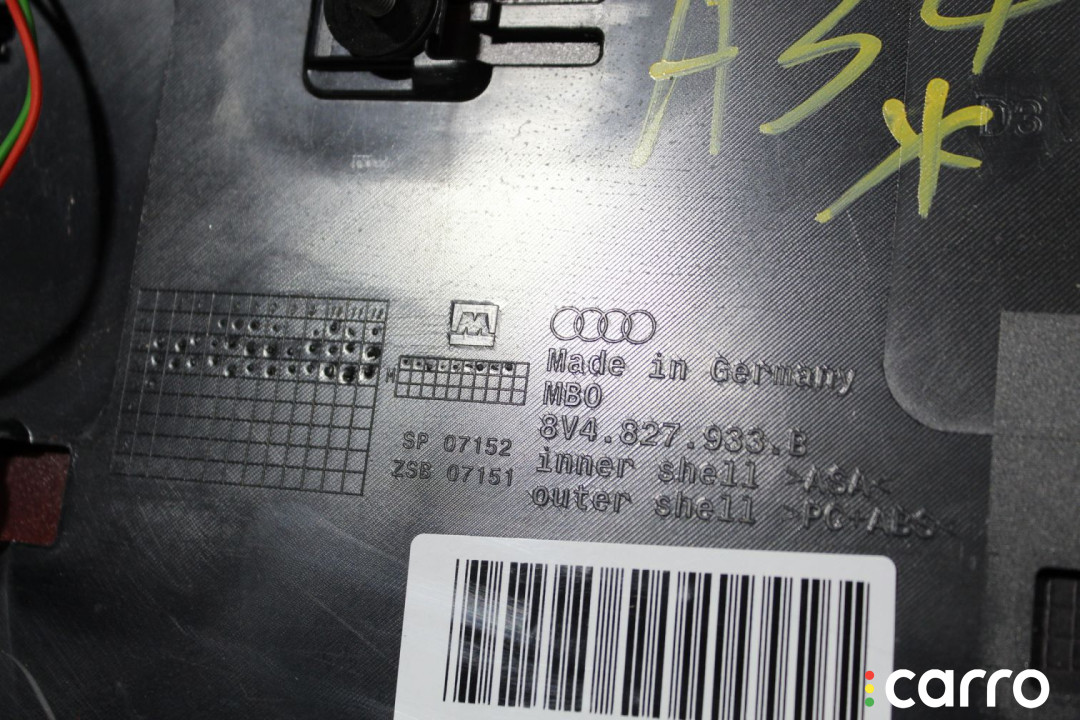 A34
D3
Made in Germany
MBO
8V4.827.933.B
SP 07152
inner shell >ASA<
ZSB 07151
outer shell >PC+ABS<
carro